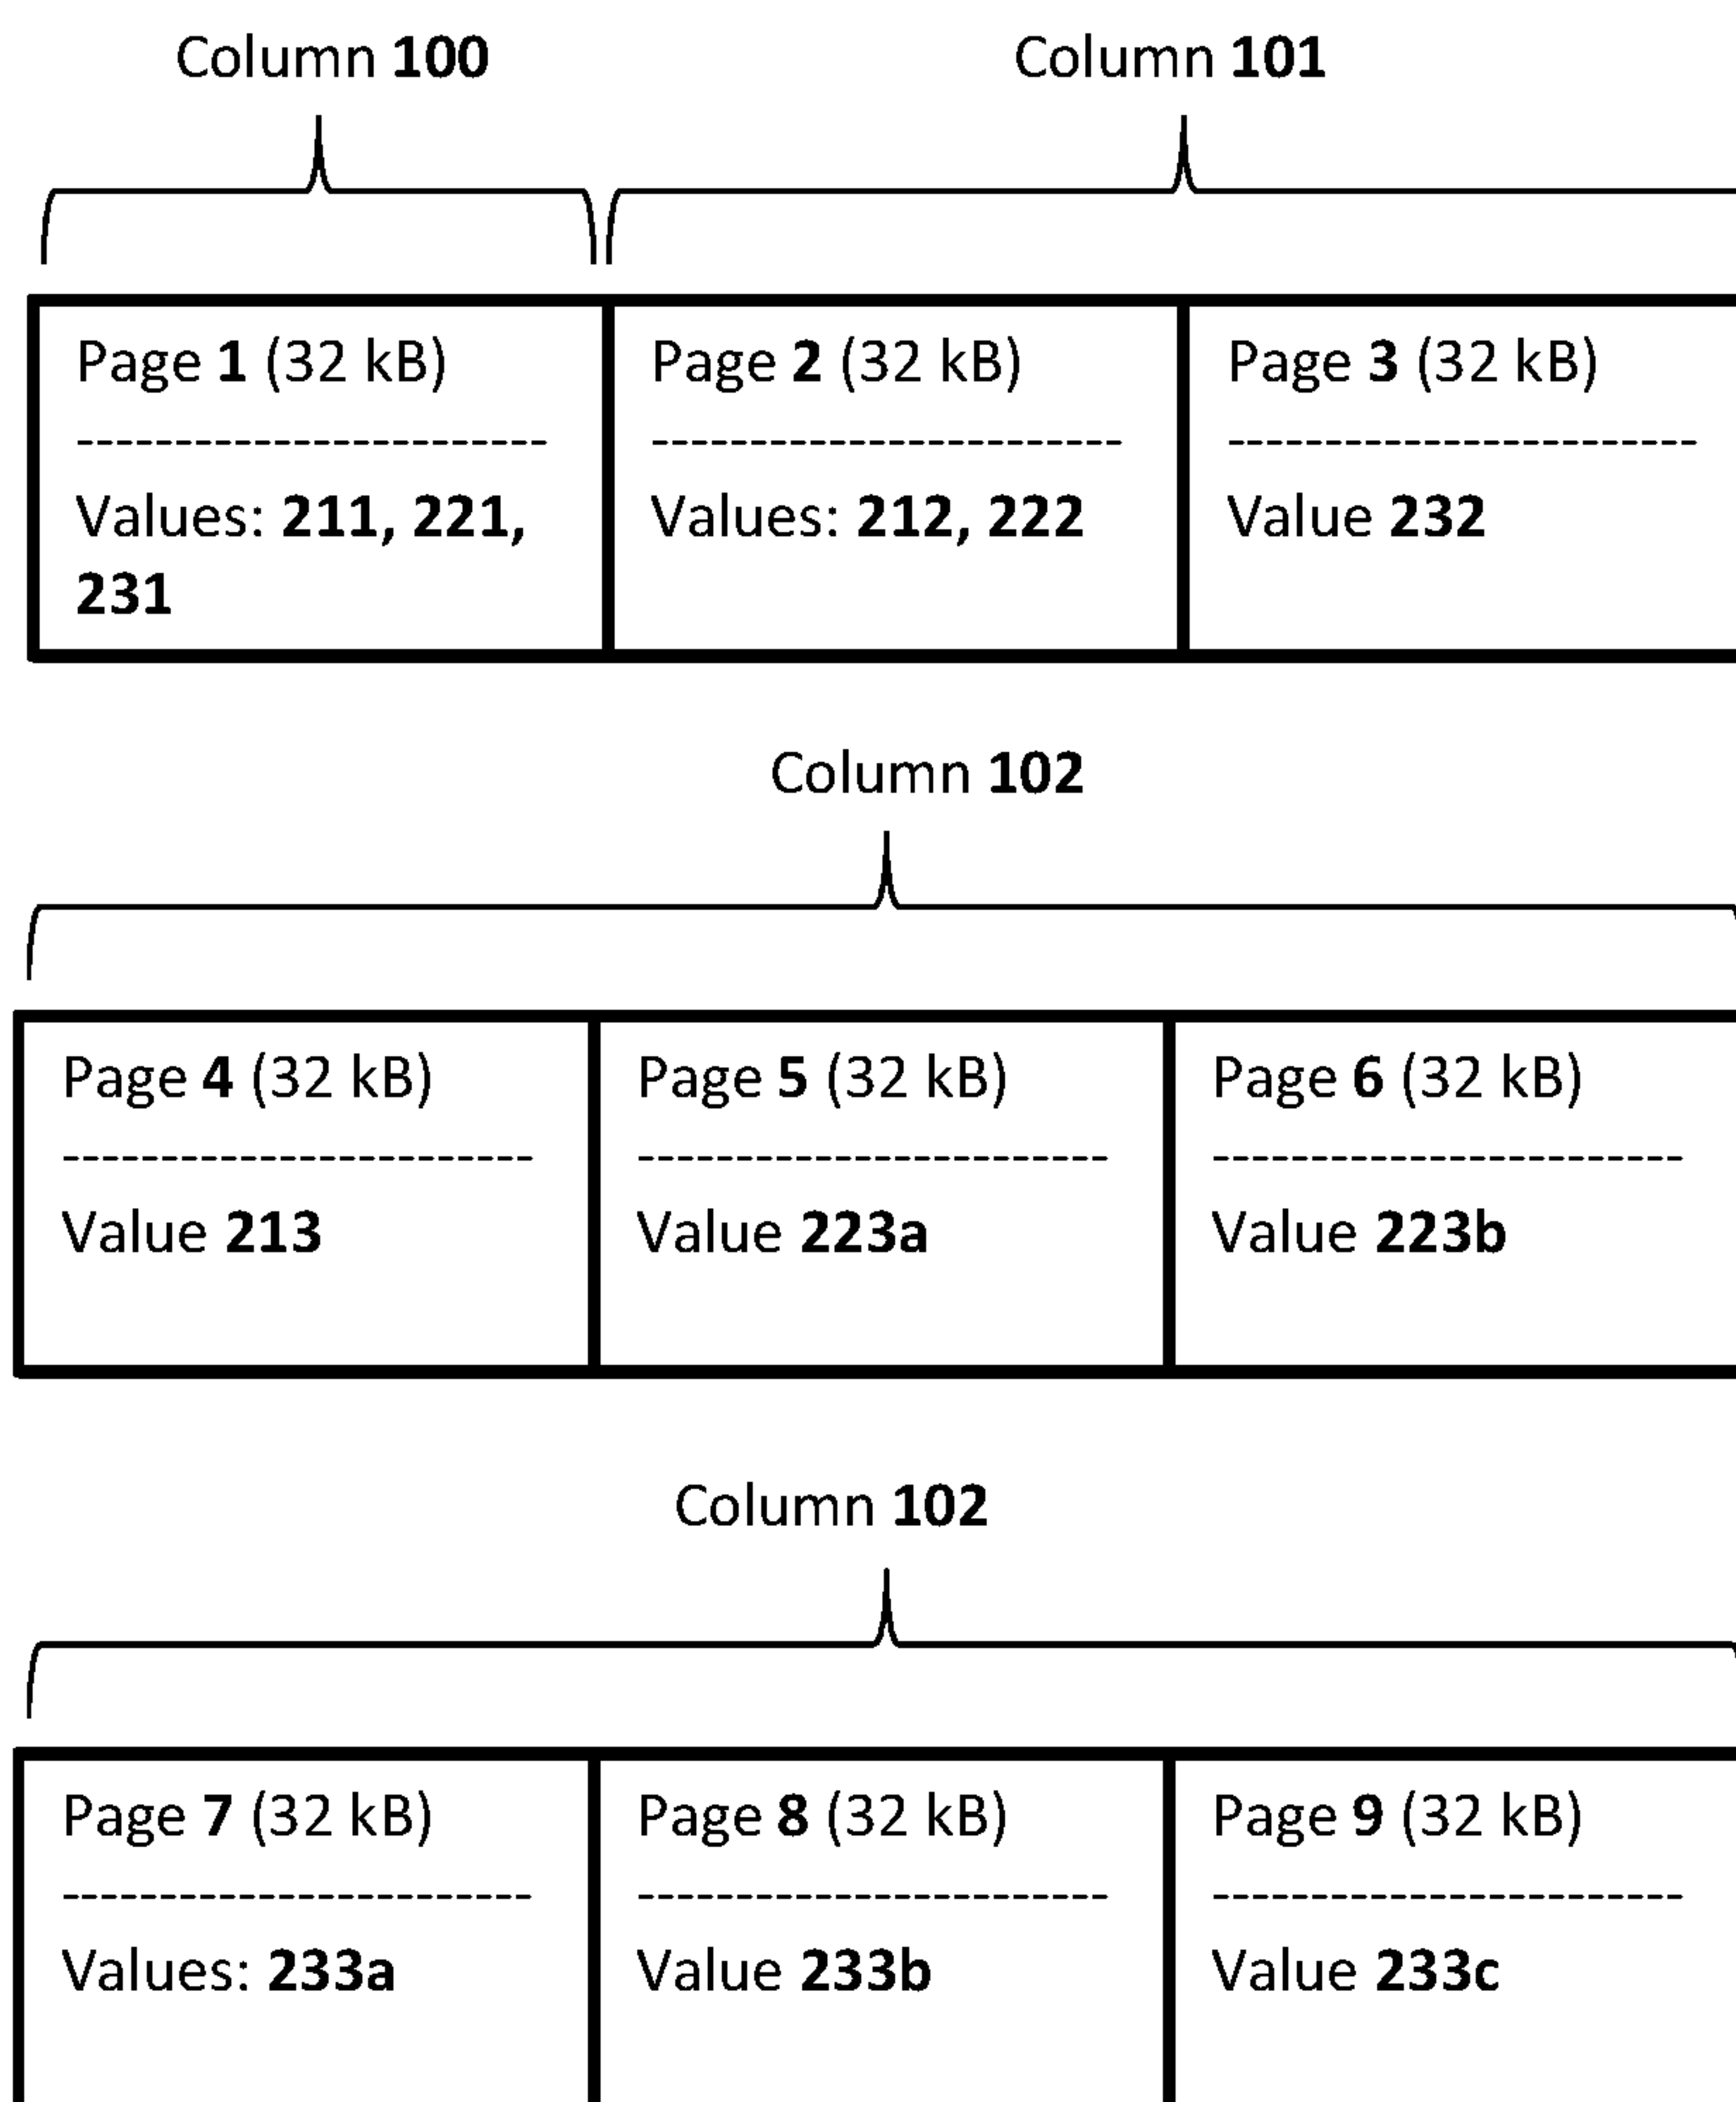 Column 100 Column 101
Page 1 (32 kB) Page 2 (32 kB) Page 3 (32 kB)
------------------------ ------------------------ ------------------------
Values: 211, 221, Values: 212, 222 Value 232
231
Column 102
Page 4 (32 kB) Page 5 (32 kB) Page 6 (32 kB)
------------------------ ------------------------ ------------------------
Value 213 Value 223a Value 223b
Column 102
Page 7 (32 kB) Page 8 (32 kB) Page 9 (32 kB)
------------------------ ------------------------ ------------------------
Values: 233a Value 233b Value 233c